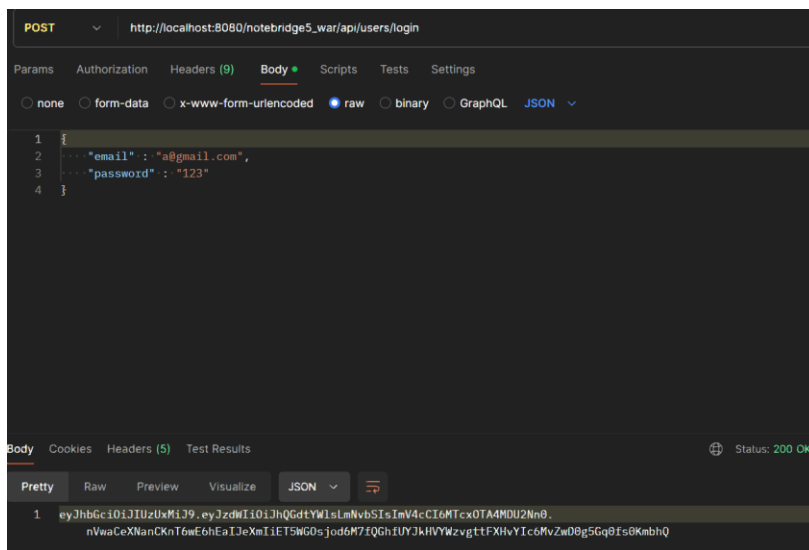 POST http://localhost:8080/notebridge5_war/api/users/login
Params Authorization Headers (9) Body Scripts Tests Settings
none form-data x-www-form-urlencoded raw binary GraphQL JSON
1 {
2 "email" : "a@gmail.com",
3 "password" : "123"
4 }
Body Cookies Headers (5) Test Results Status: 200 OK
Pretty Raw Preview Visualize JSON
1 eyJhbGciOiJIUzUxMiJ9.eyJzdWIiOiJhQGdtYWlsLmNvbSIsImV4cCI6MTcxOTA4MDU2Nn0.